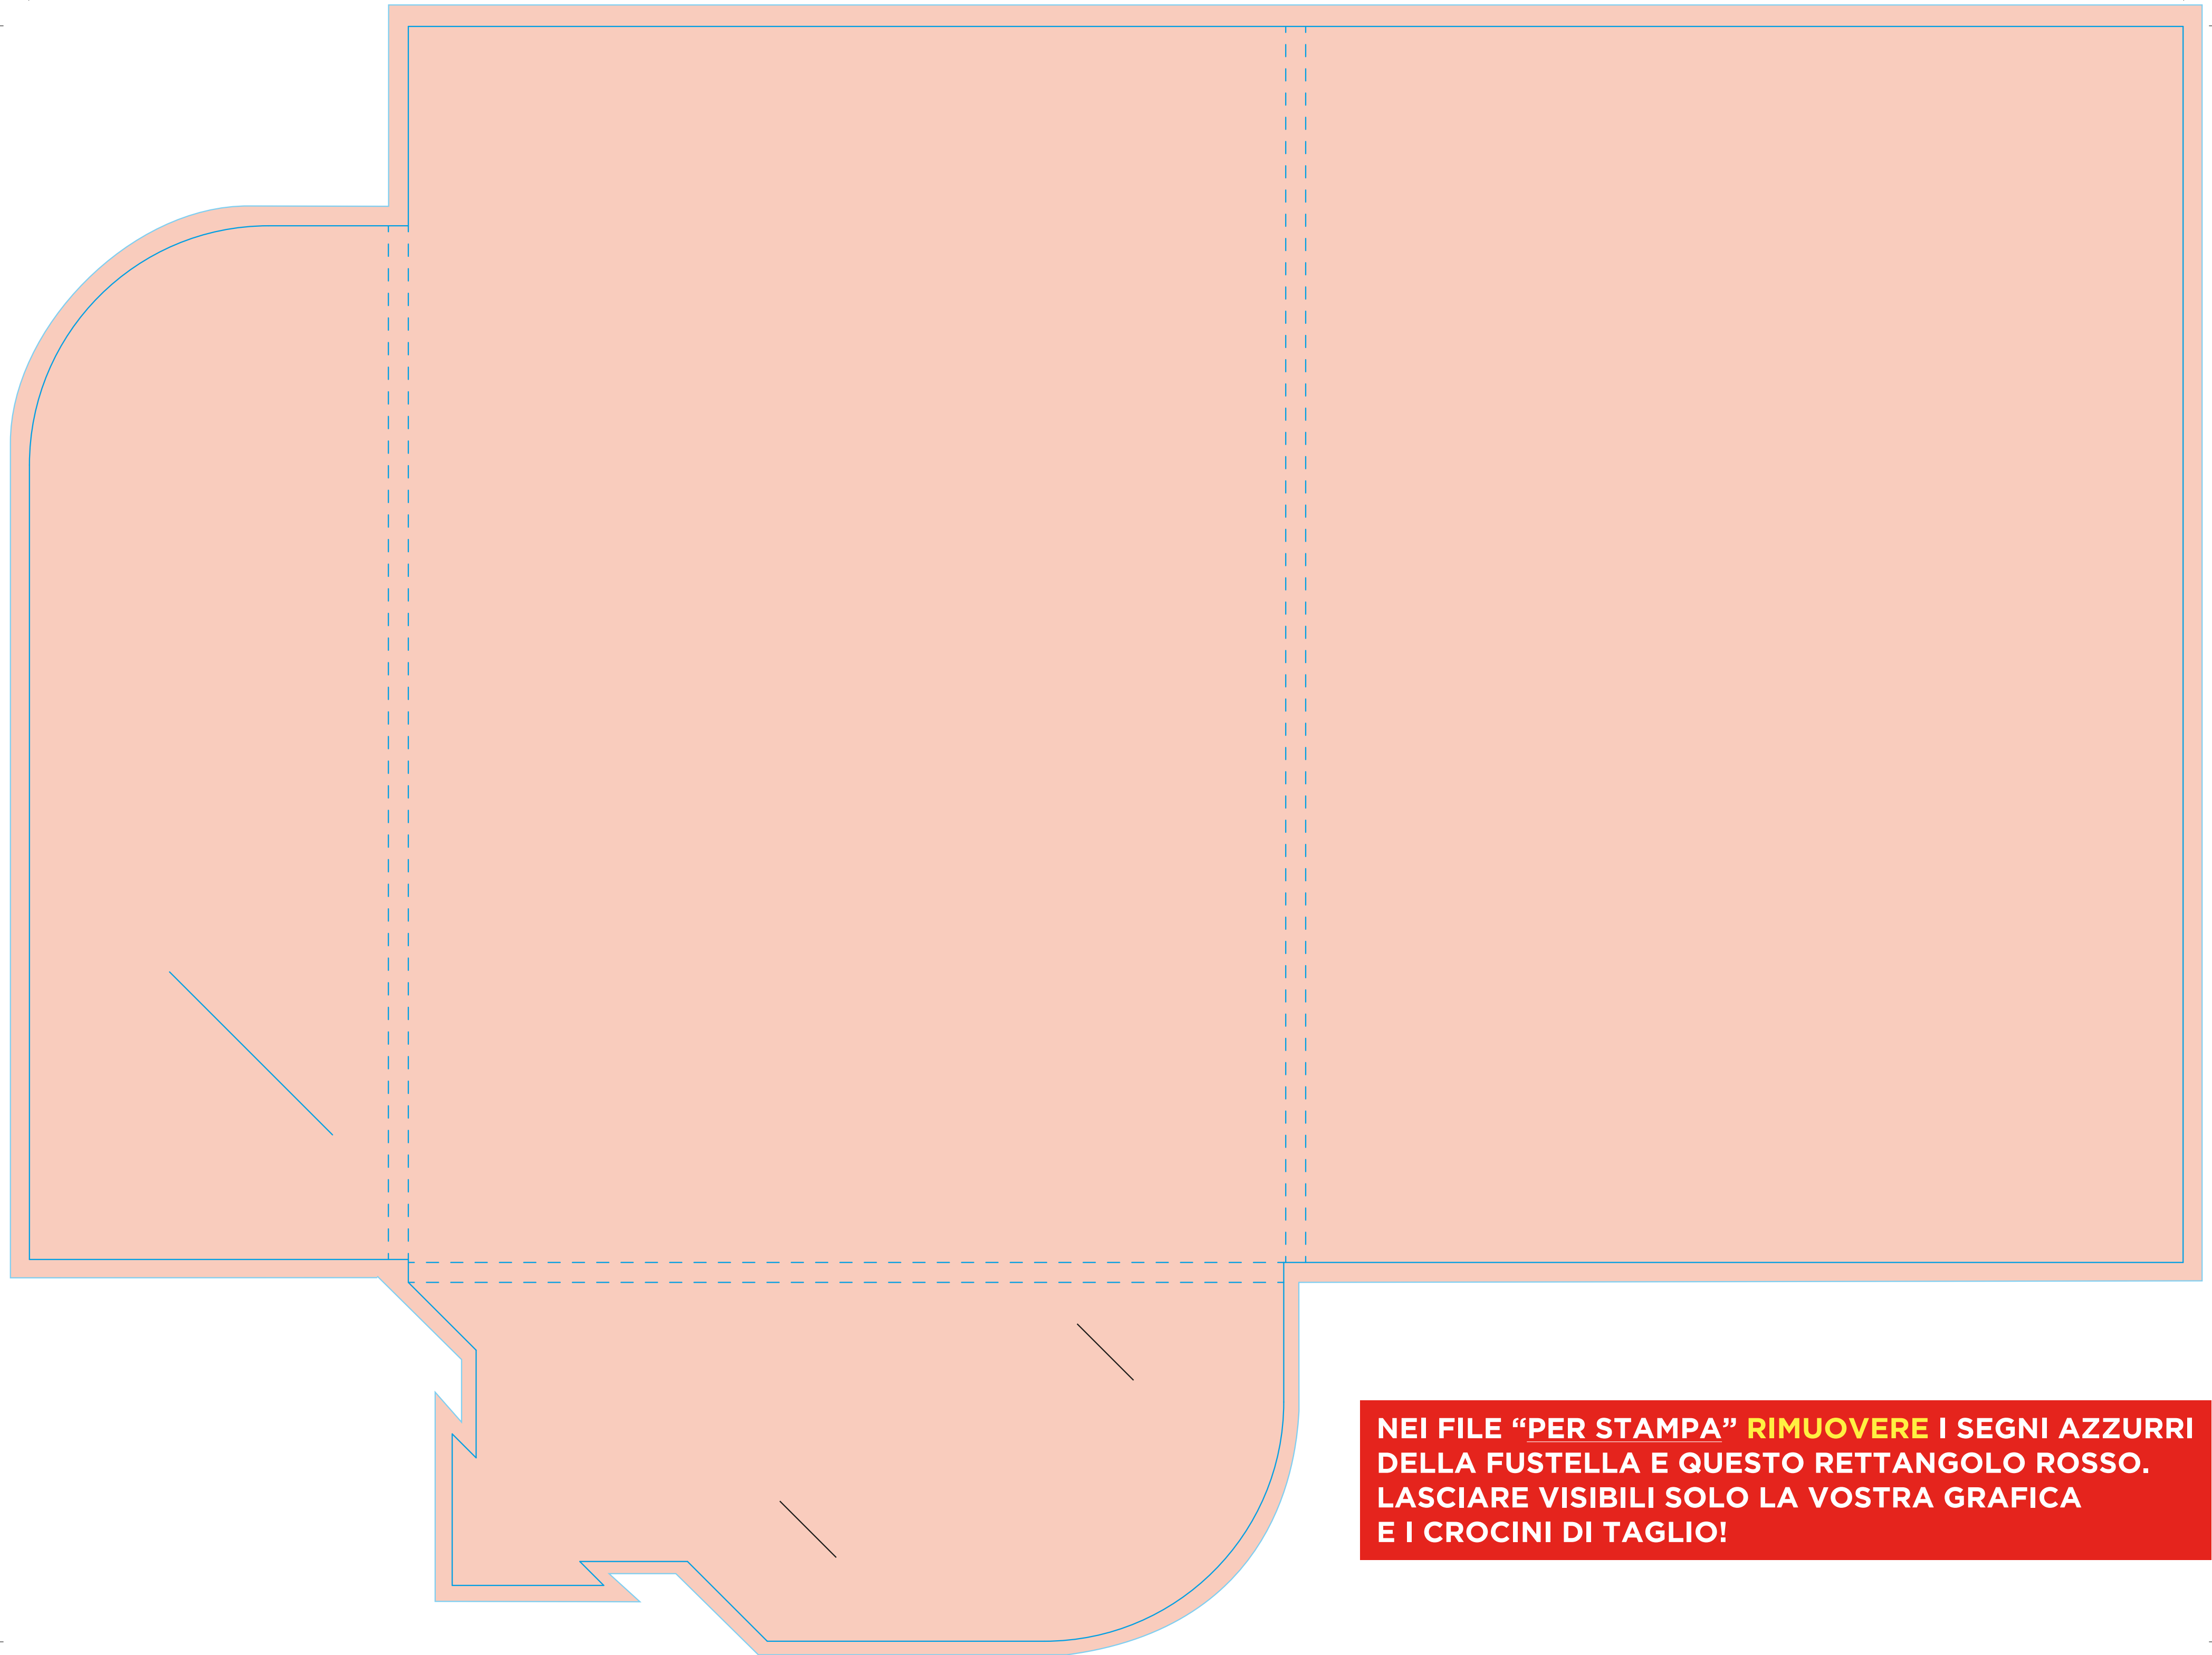 NEI FILE “PER STAMPA” RIMUOVERE I SEGNI AZZURRI
DELLA FUSTELLA E QUESTO RETTANGOLO ROSSO.
LASCIARE VISIBILI SOLO LA VOSTRA GRAFICA
E I CROCINI DI TAGLIO!